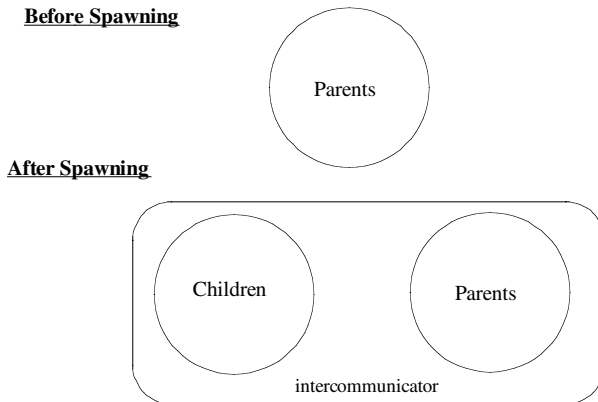 Before Spawning
Parents
After Spawning
Children
Parents
intercommunicator